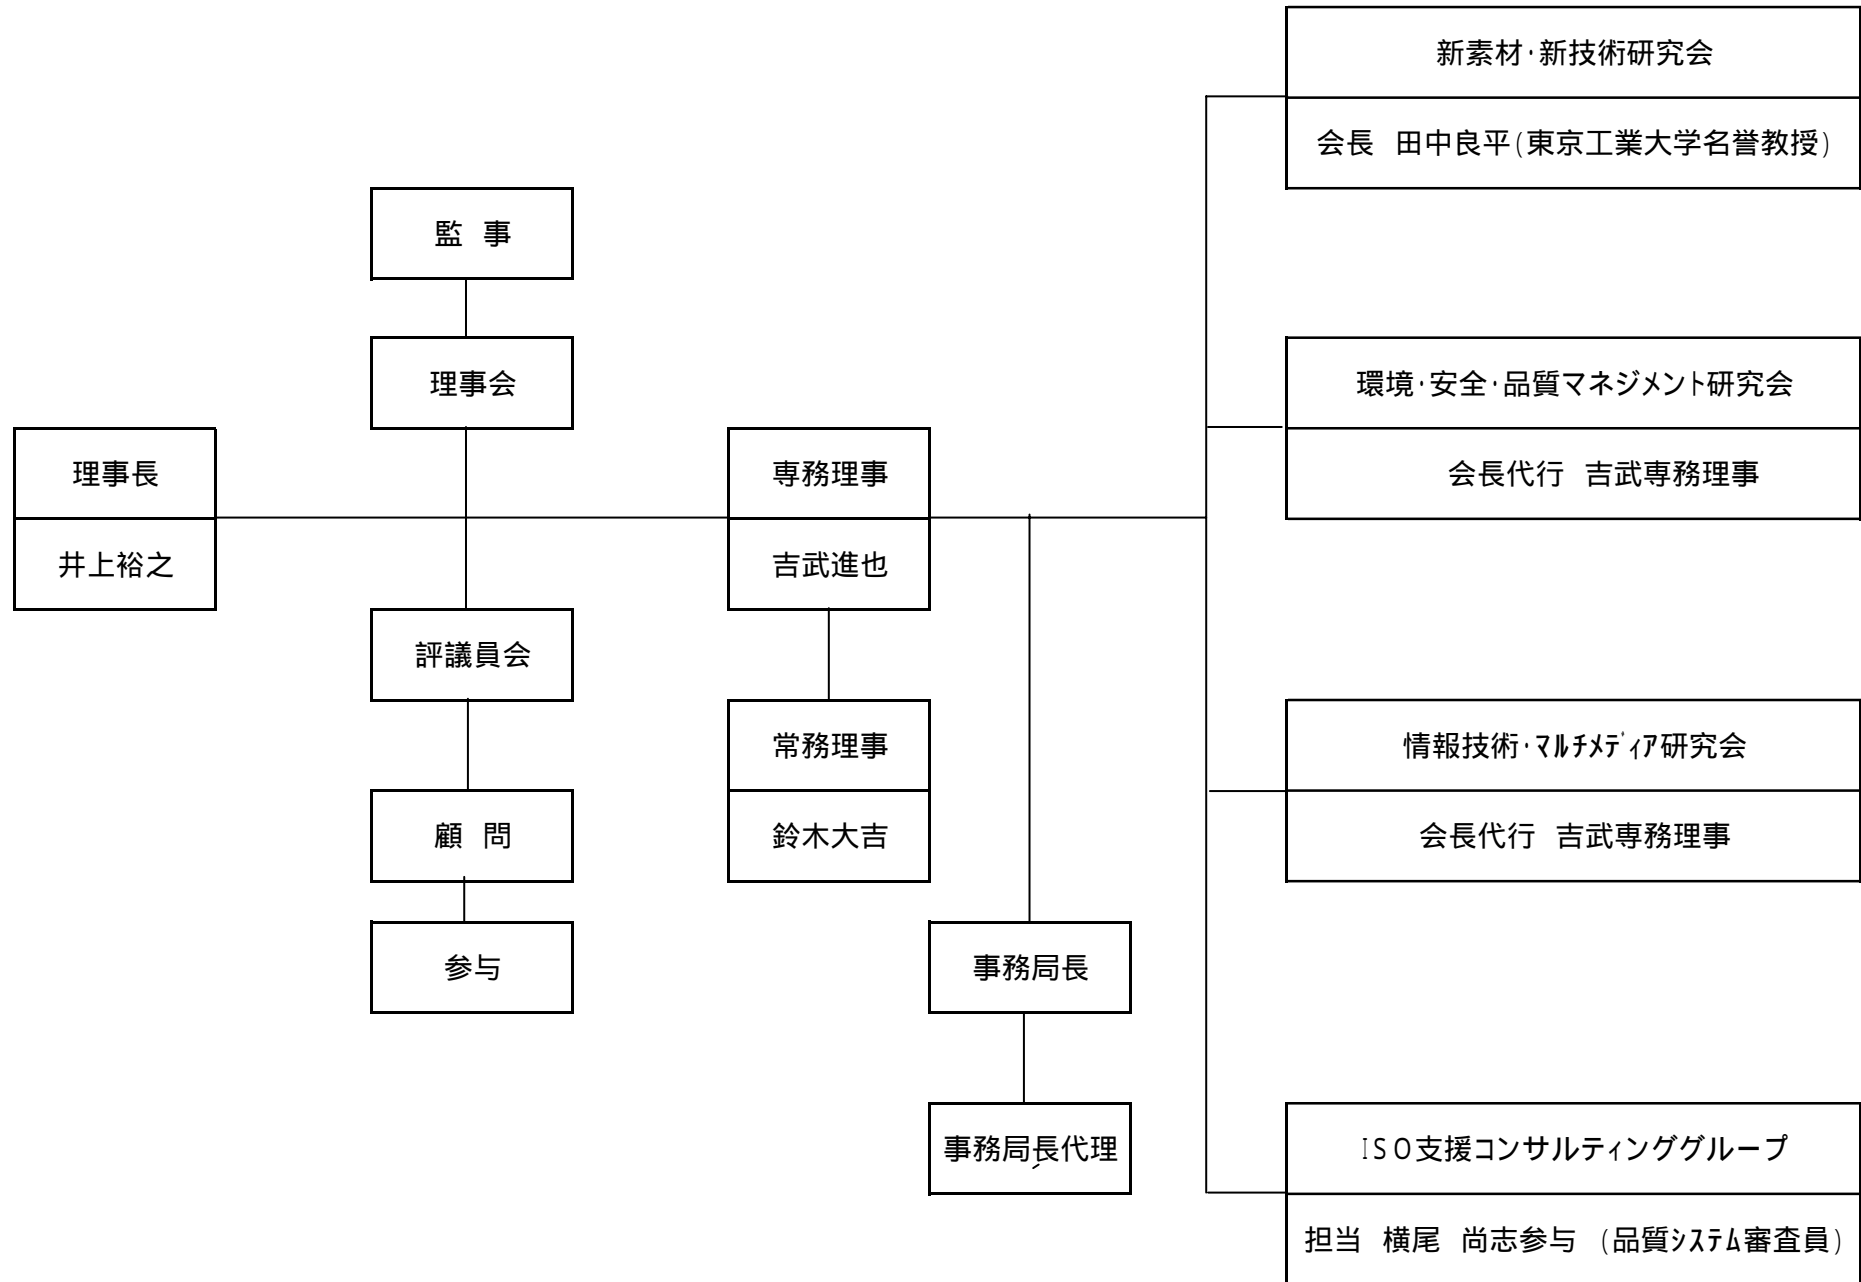 新素材・新技術研究会
会長　田中良平(東京工業大学名誉教授)
監　事
理事会
環境・安全・品質マネジメント研究会
会長代行　吉武専務理事
理事長
井上裕之
専務理事
吉武進也
評議員会
常務理事
鈴木大吉
情報技術・ﾏﾙﾁﾒﾃﾞｨｱ研究会
会長代行　吉武専務理事
顧　問
参与
事務局長
事務局長代理
ISO支援コンサルティンググループ
担当　横尾　尚志参与　(品質ｼｽﾃﾑ審査員)